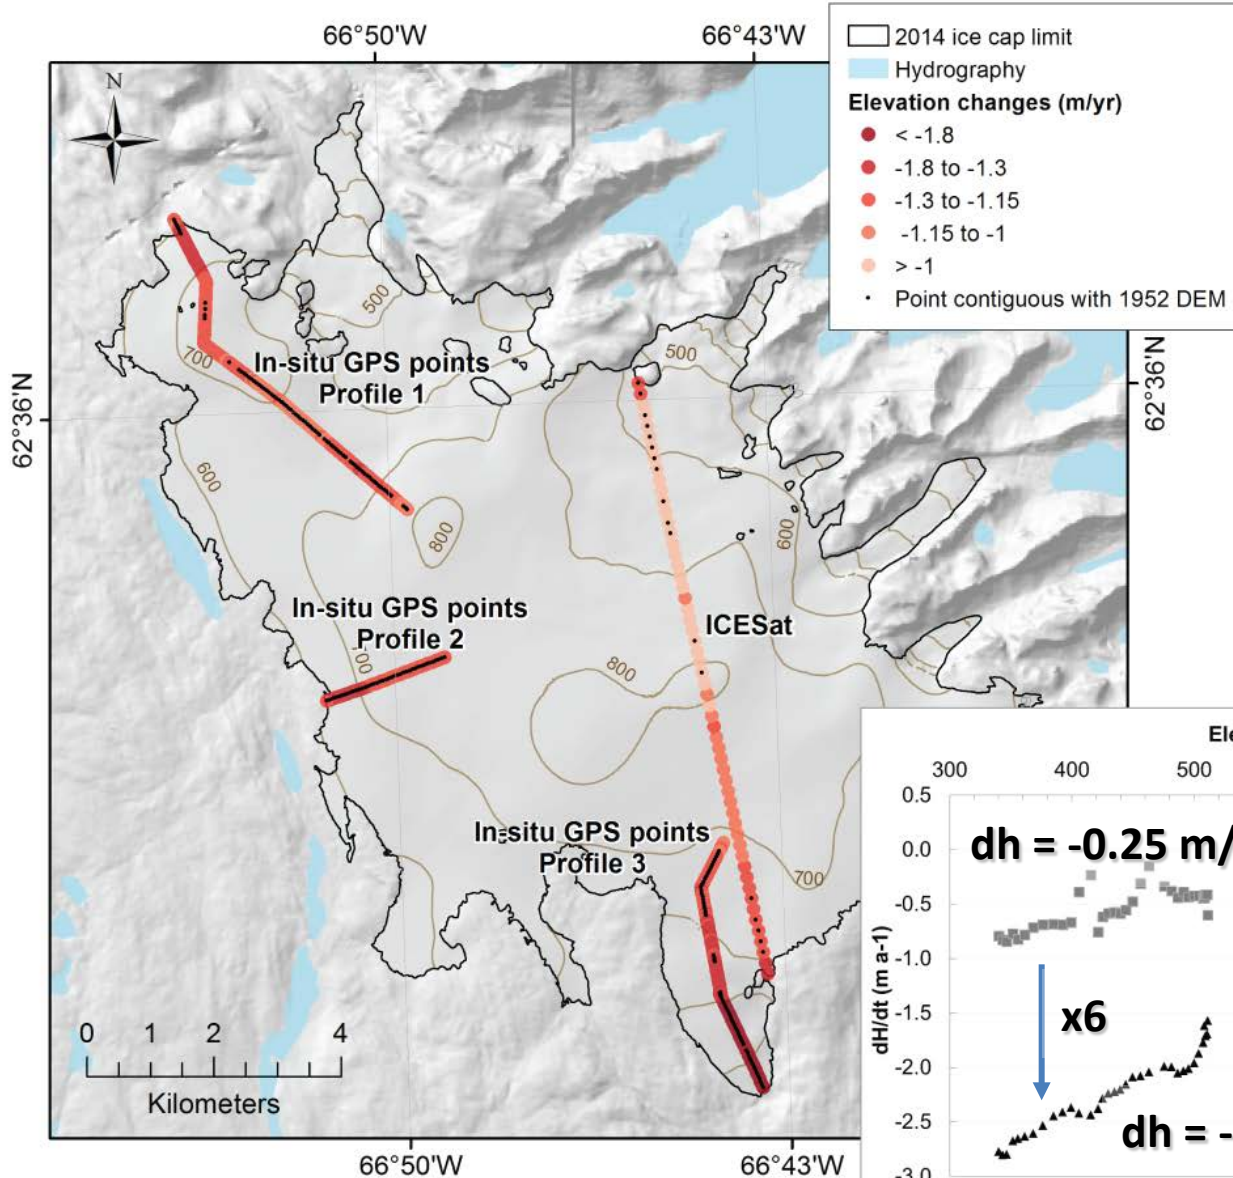 66°50'W
66°43'W
2014 ice cap limit
Hydrography
Elevation changes (m/yr)
< -1.8
-1.8 to -1.3
-1.3 to -1.15
-1.15 to -1
> -1
Point contiguous with 1952 DEM
N
500
500
700
In-situ GPS points
Profile 1
62°36'N
62°36'N
600
800
600
In-situ GPS points
Profile 2
ICESat
800
In-situ GPS points
Profile 3
700
0 1 2 4
Kilometers
66°50'W
66°43'W
Ele
300 400 500
0.5
0.0
-0.5
-1.0
-1.5
-2.0
-2.5
-3.0
dH/dt (m a-1)
dh = -0.25 m/
x6
dh = -